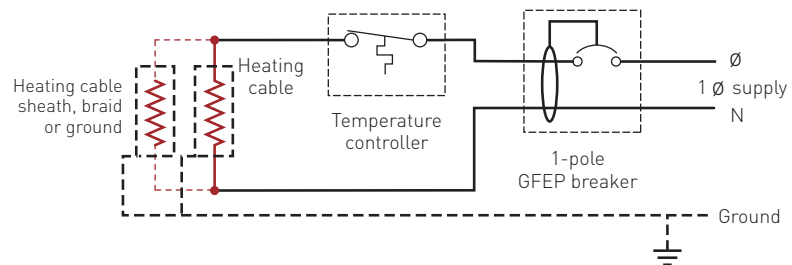 Heating cable
sheath, braid
or ground
Heating
cable
Temperature
controller
1-pole
GFEP breaker
Ø
1 Ø supply
N
Ground